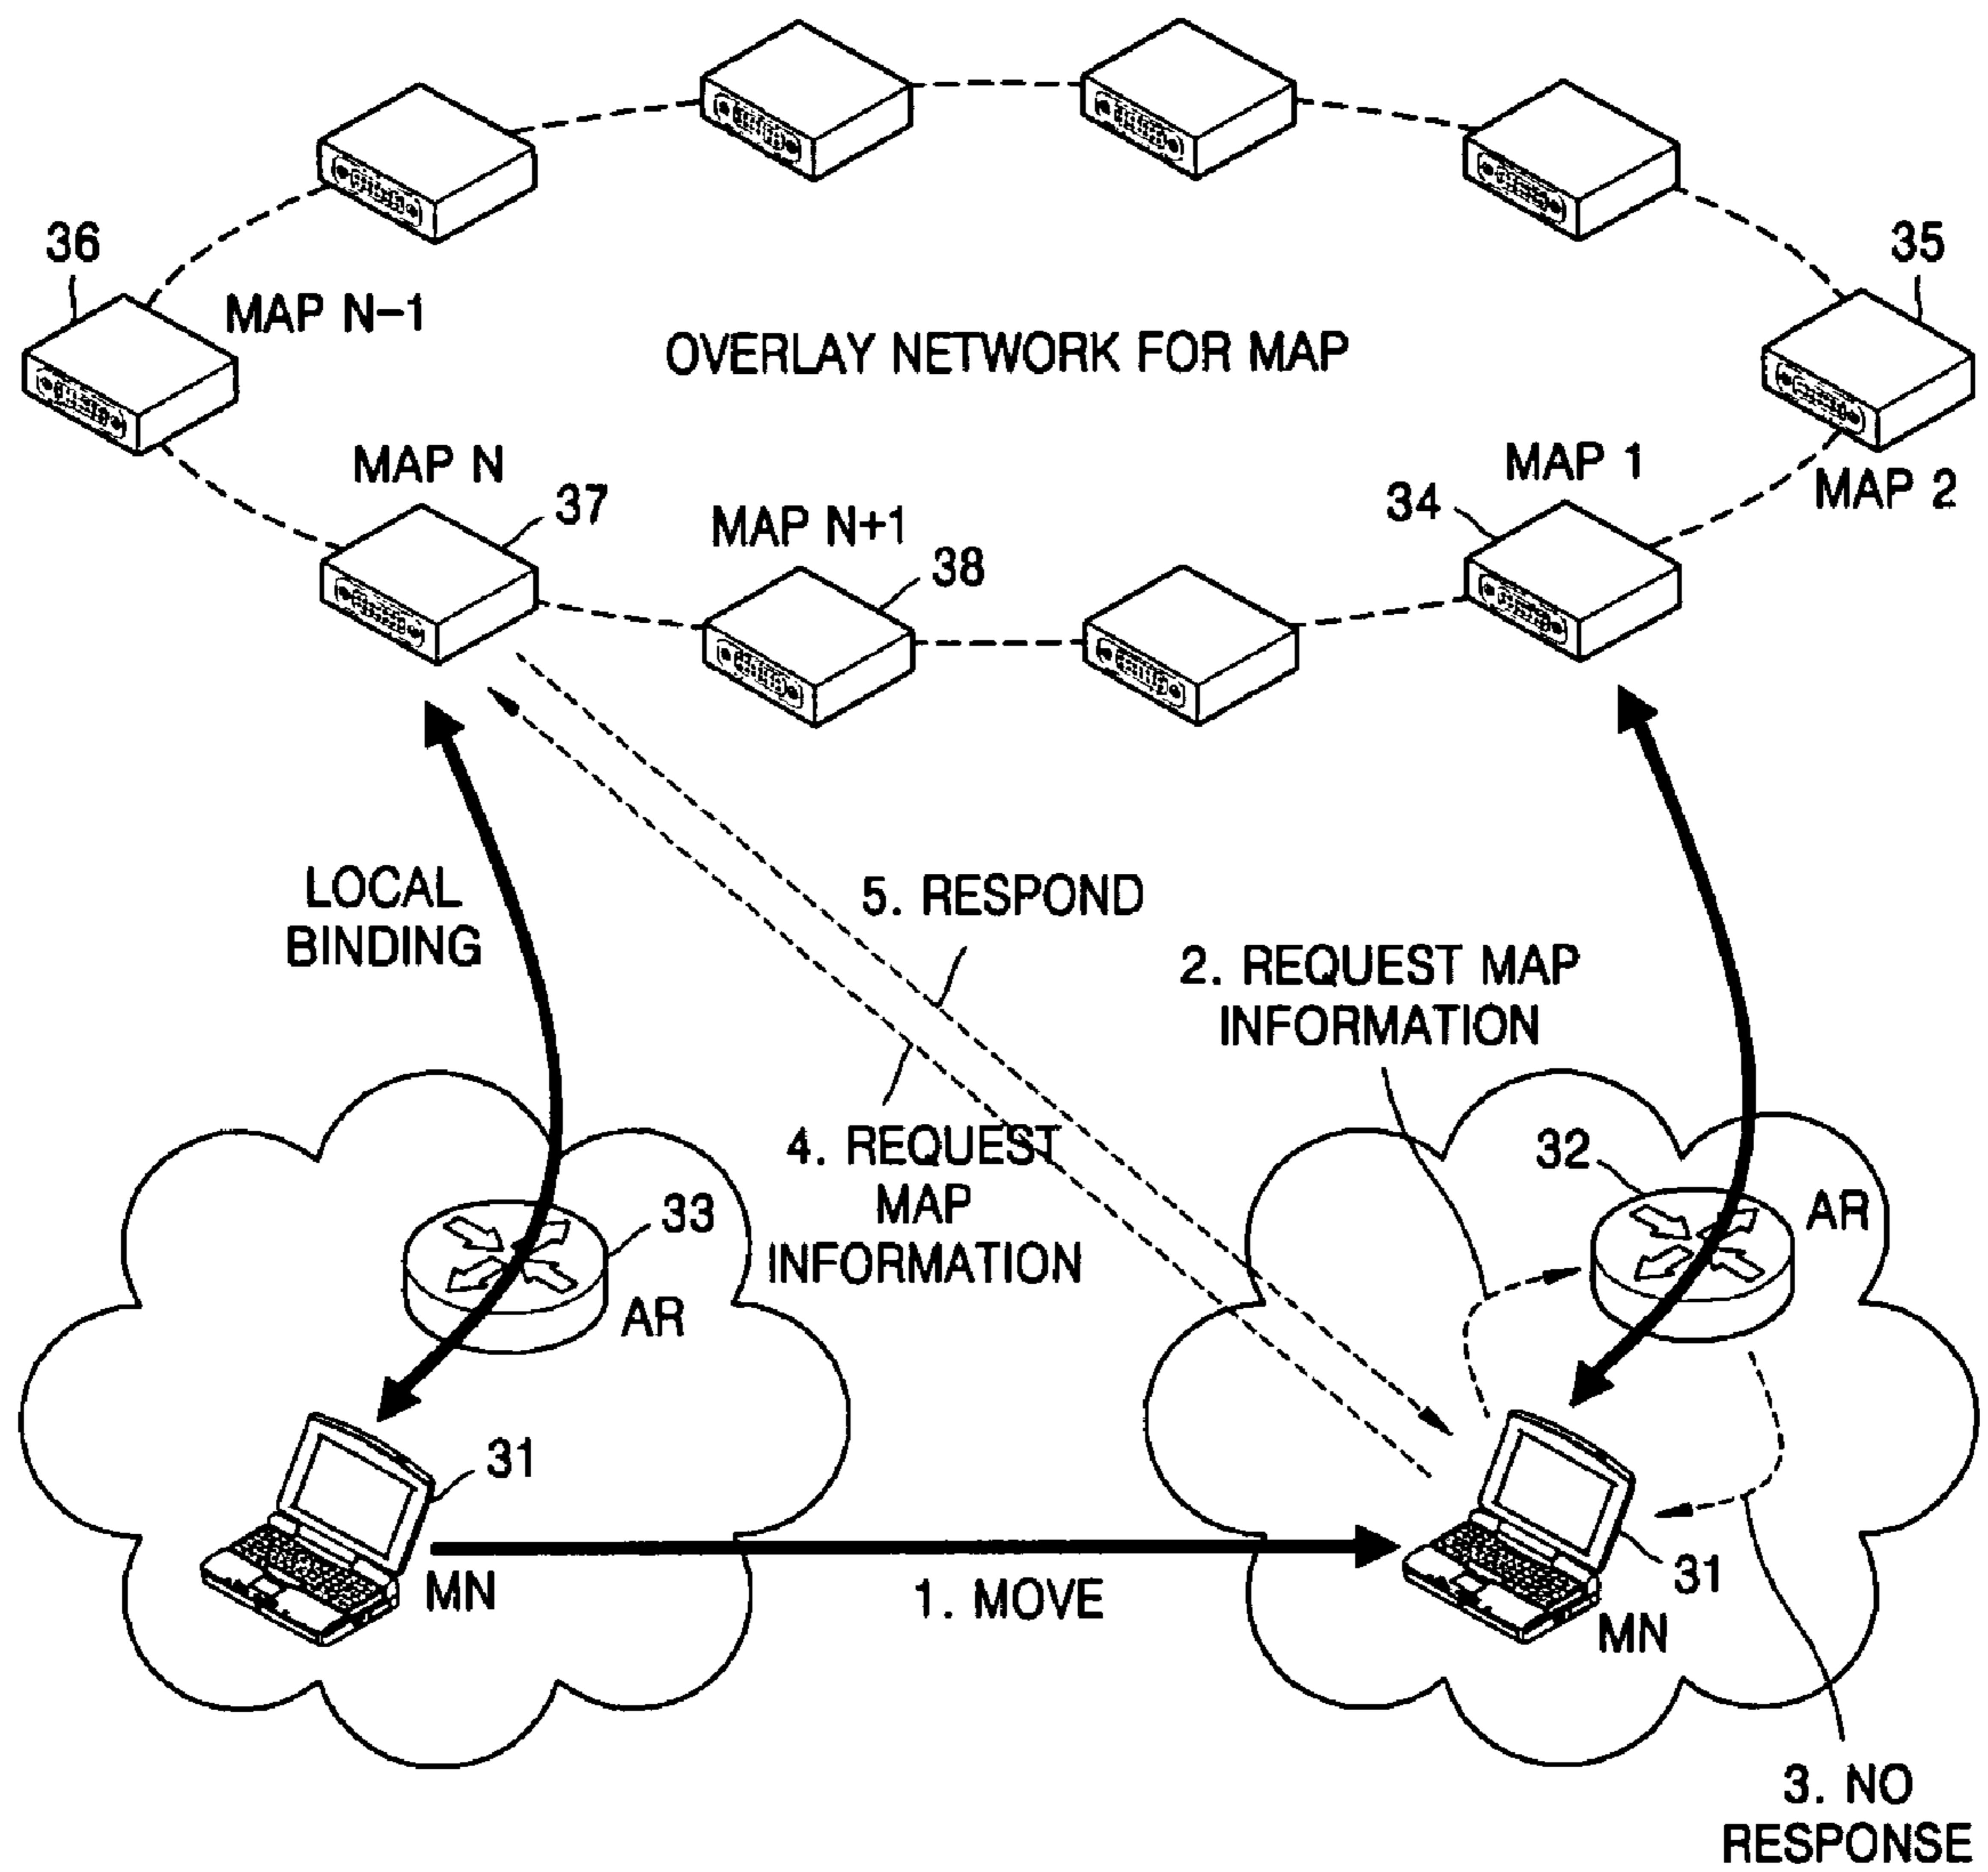 36
35
MAP N-1
OVERLAY NETWORK FOR MAP
MAP N
37
MAP N+1
38
34
MAP 1
MAP 2
LOCAL
BINDING
5. RESPOND
2. REQUEST MAP
INFORMATION
4. REQUEST
MAP
INFORMATION
33
AR
32
AR
31
MN
1. MOVE
31
MN
3. NO
RESPONSE